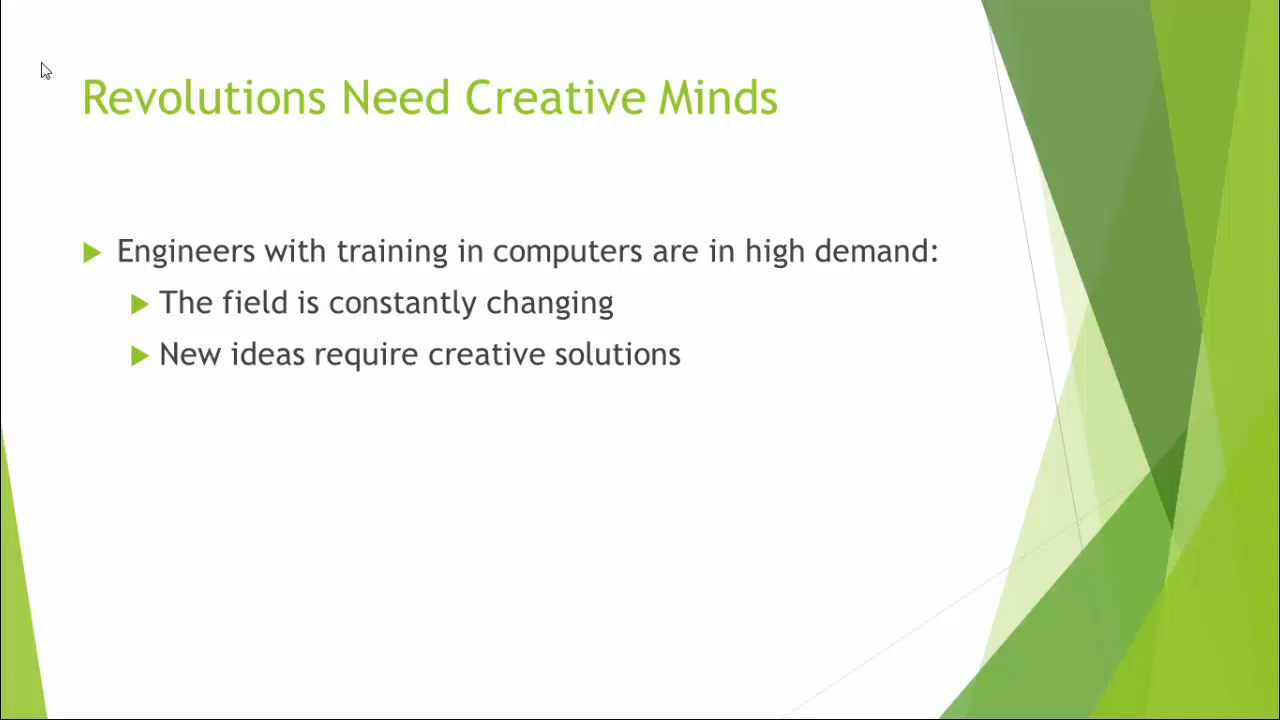 Revolutions Need Creative Minds
Engineers with training in computers are in high demand:
The field is constantly changing
New ideas require creative solutions